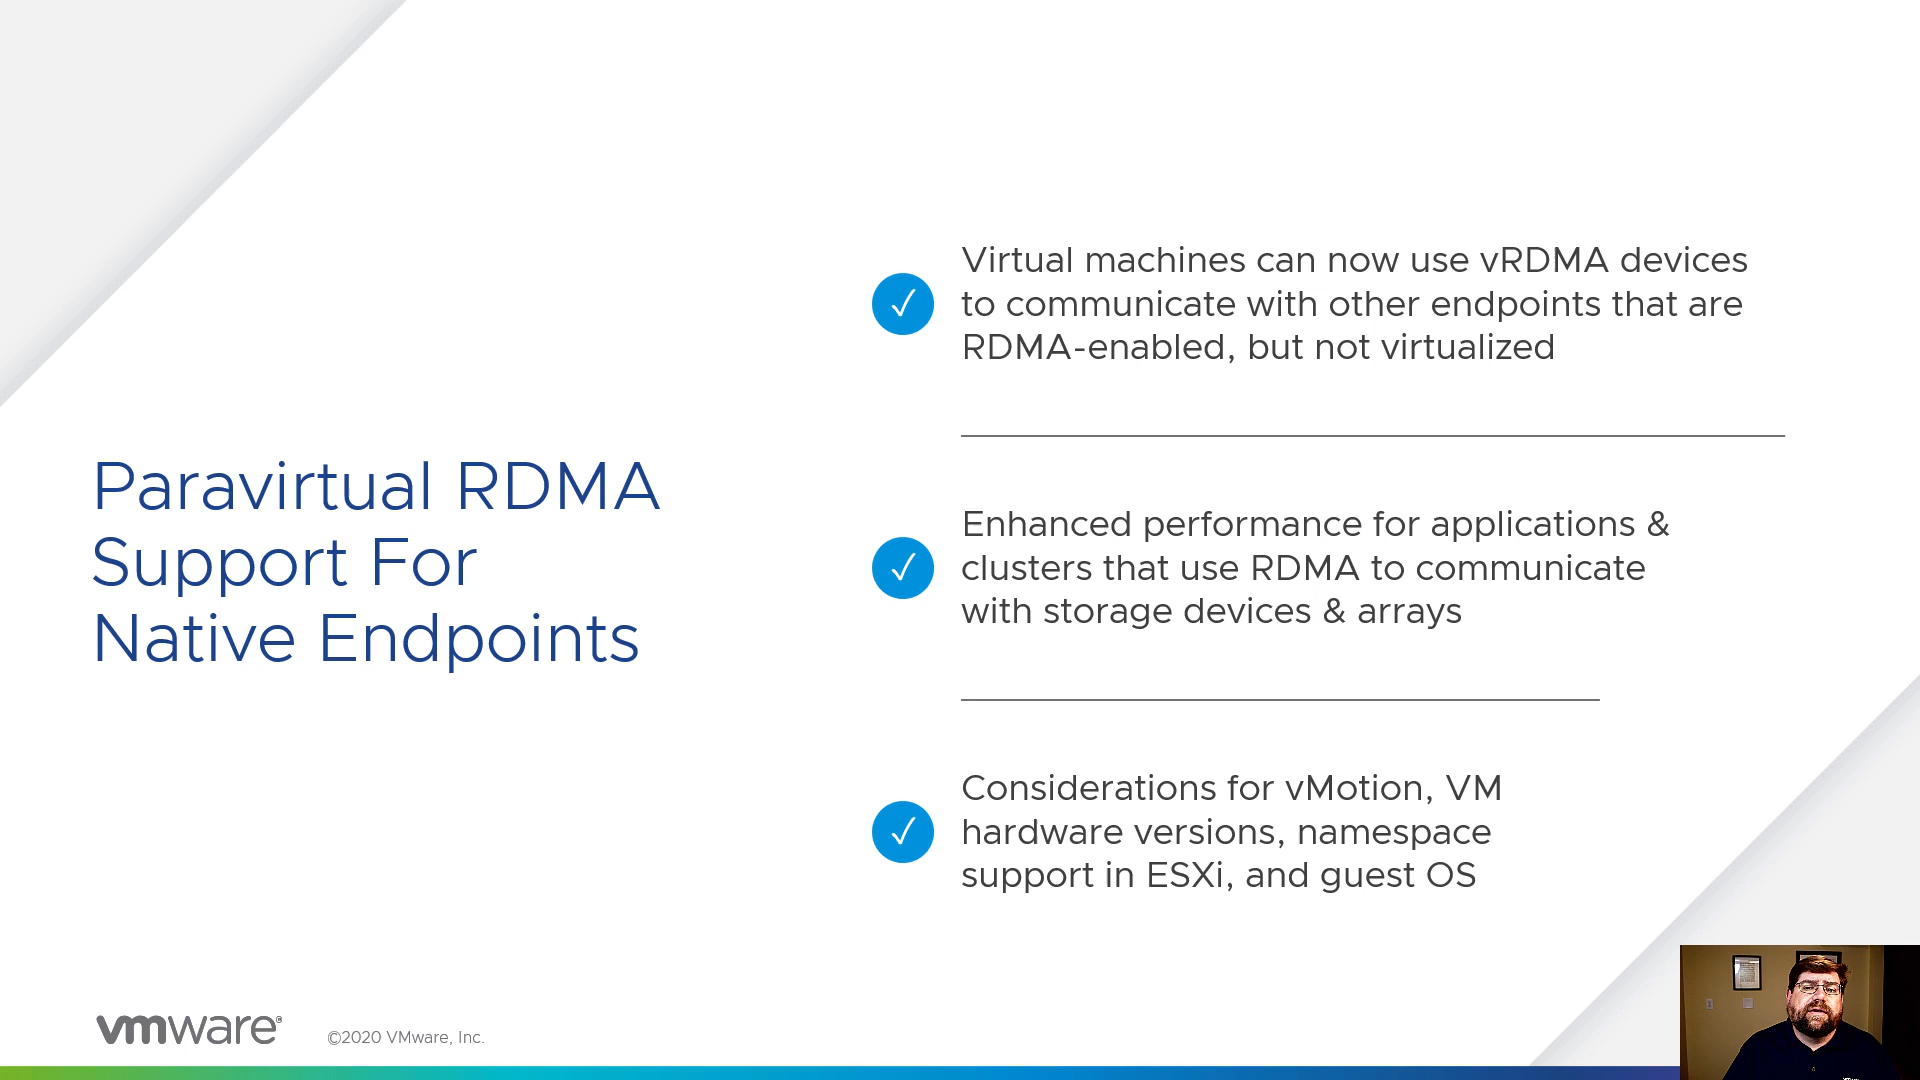 Paravirtual RDMA
Support For
Native Endpoints
Virtual machines can now use vRDMA devices
to communicate with other endpoints that are
RDMA-enabled, but not virtualized
Enhanced performance for applications &
clusters that use RDMA to communicate
with storage devices & arrays
Considerations for vMotion, VM
hardware versions, namespace
support in ESXi, and guest OS
vmware®
©2020 VMware, Inc.